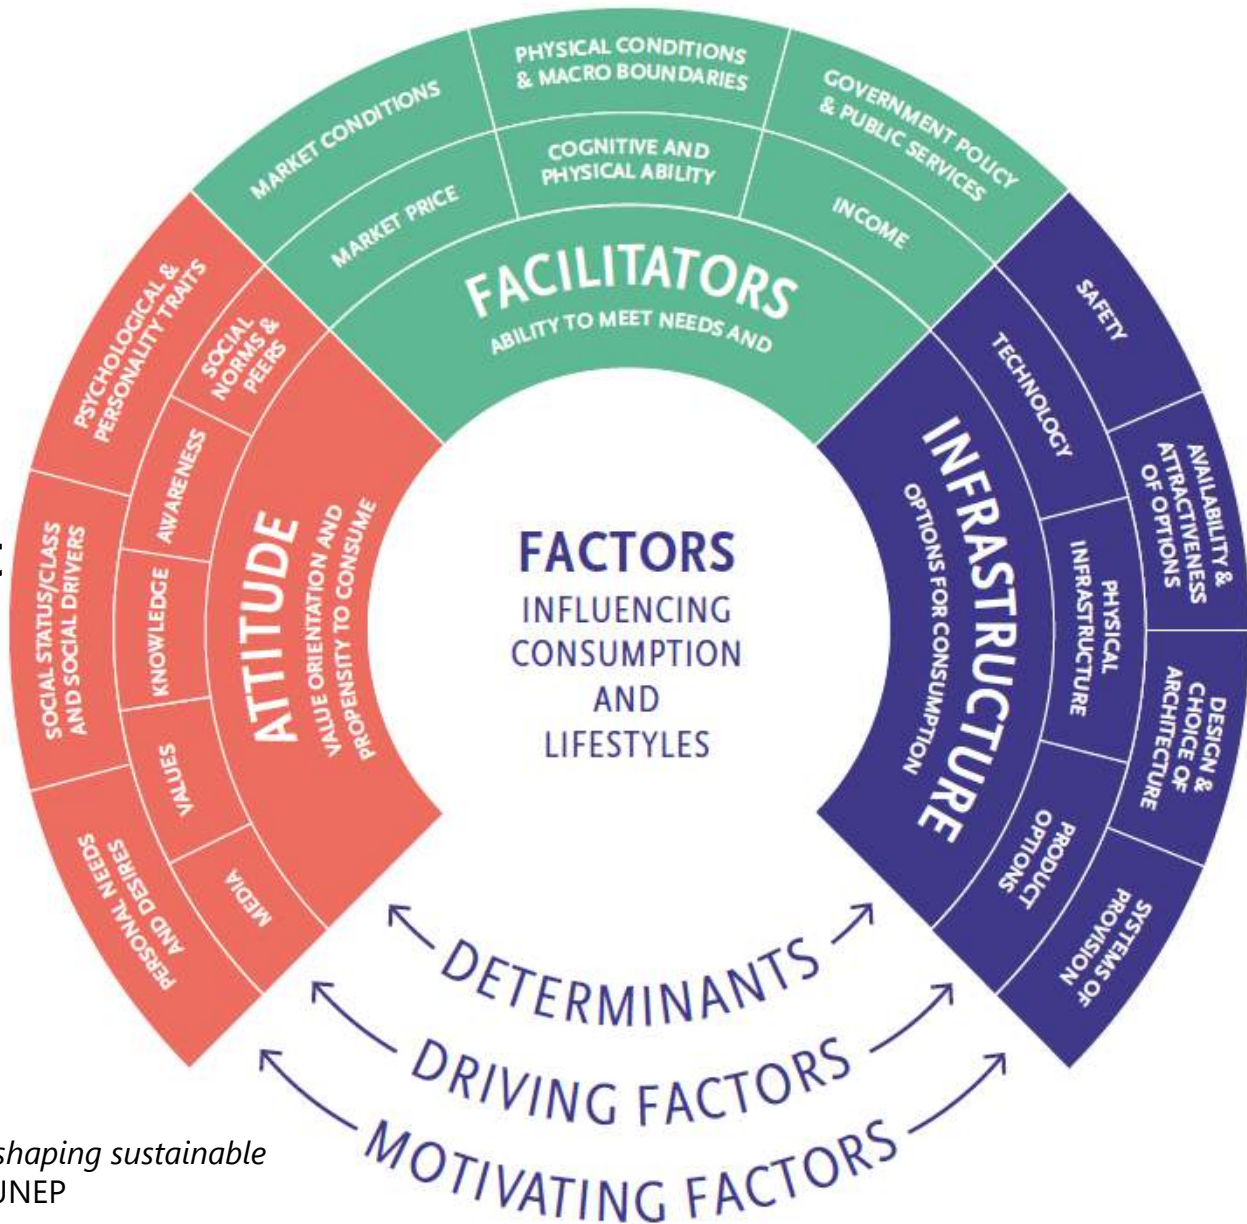 MARKET CONDITIONS
PHYSICAL CONDITIONS
& MACRO BOUNDARIES
GOVERNMENT POLICY
& PUBLIC SERVICES
MARKET PRICE
COGNITIVE AND
PHYSICAL ABILITY
INCOME
FACILITATORS
ABILITY TO MEET NEEDS AND
PSYCHOLOGICAL &
PERSONALITY TRAITS
SOCIAL STATUS/CLASS
AND SOCIAL DRIVERS
PERSONAL NEEDS
AND DESIRES
SOCIAL
NORMS &
PEERS
AWARENESS
KNOWLEDGE
VALUES
MEDIA
ATTITUDE
VALUE ORIENTATION AND
PROPENSITY TO CONSUME
FACTORS
INFLUENCING
CONSUMPTION
AND
LIFESTYLES
INFRASTRUCTURE
OPTIONS FOR CONSUMPTION
TECHNOLOGY
PHYSICAL
INFRASTRUCTURE
PRODUCT
OPTIONS
SAFETY
AVAILABILITY &
ATTRACTIVENESS
OF OPTIONS
DESIGN &
CHOICE OF
ARCHITECTURE
SYSTEMS OF
PROVISION
DETERMINANTS
DRIVING FACTORS
MOTIVATING FACTORS
shaping sustainable
UNEP